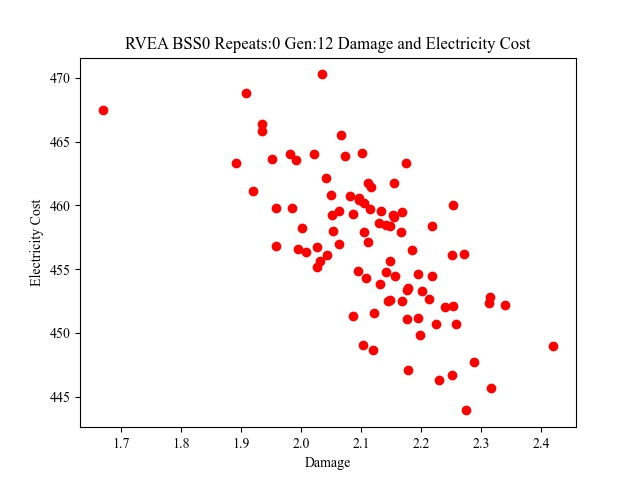 RVEA BSS0 Repeats:0 Gen:12 Damage and Electricity Cost
470
465
460
455
450
445
Electricity Cost
1.7 1.8 1.9 2.0 2.1 2.2 2.3 2.4
Damage